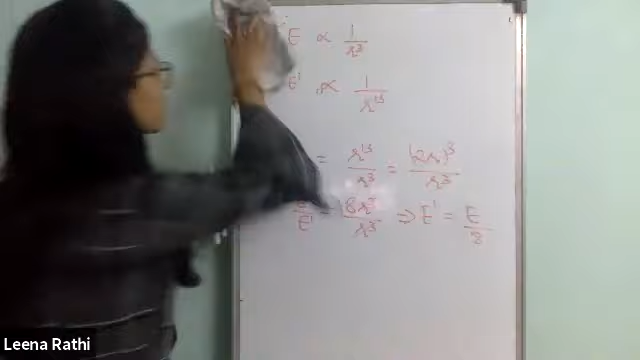 E ∝ 1/r³
E' ∝ 1/r'³
= r'³/r³ = (2r)³/r³
E/E' = 8r³/r³ ⇒ E' = E/8
Leena Rathi